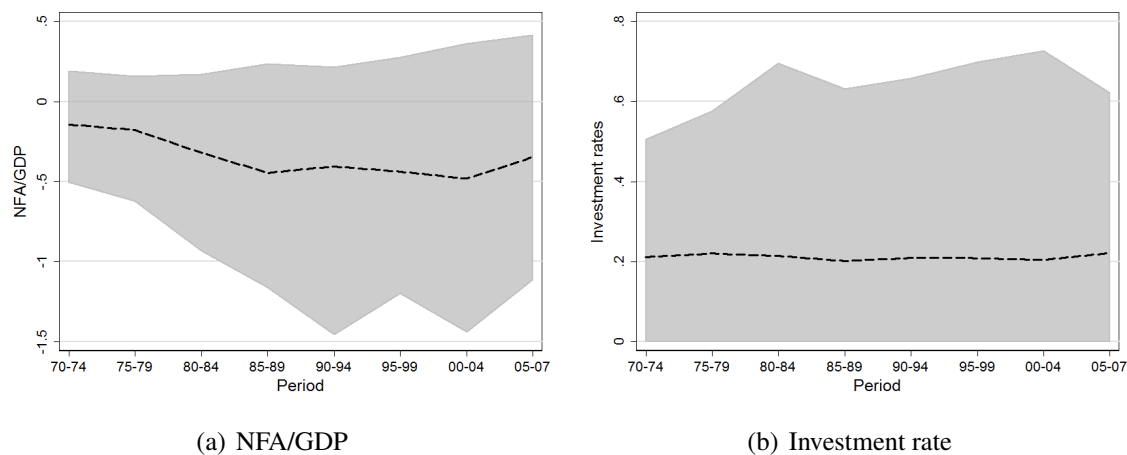 .5
0
-.5
-1
-1.5
NFA/GDP
70-74 75-79 80-84 85-89 90-94 95-99 00-04 05-07
Period
(a) NFA/GDP
.8
.6
.4
.2
0
Investment rates
70-74 75-79 80-84 85-89 90-94 95-99 00-04 05-07
Period
(b) Investment rate